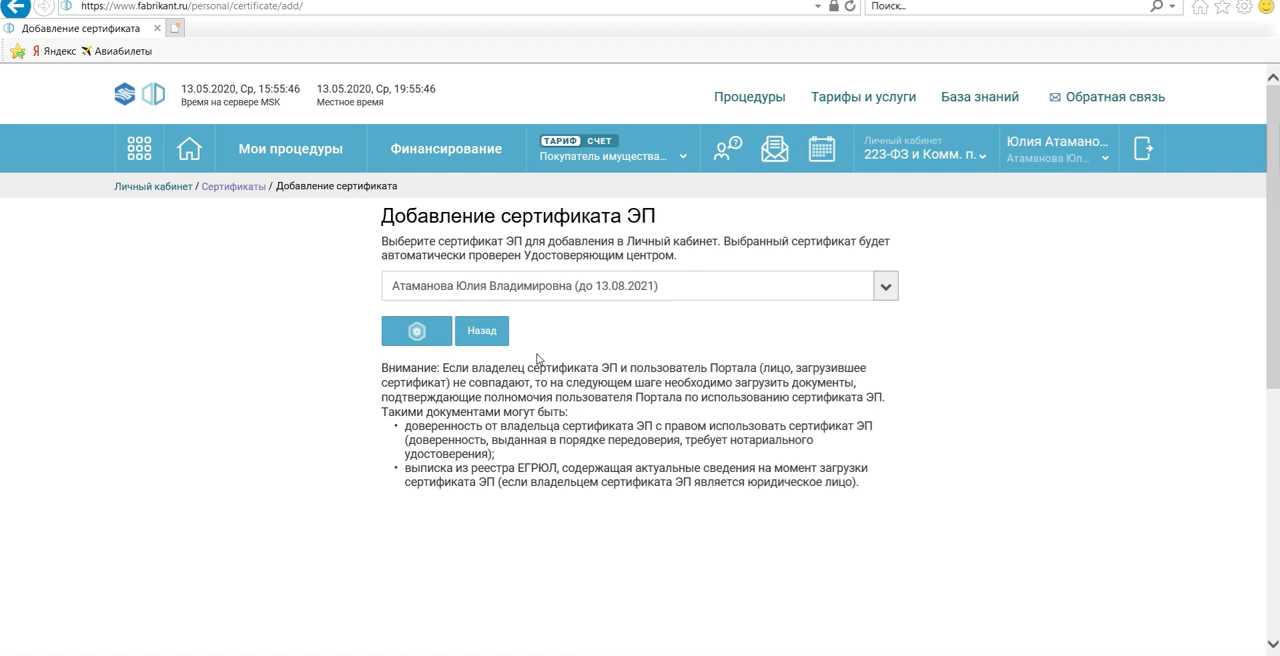 https://www.fabrikant.ru/personal/certificate/add/
Поиск...
Добавление сертификата
Яндекс
Авиабилеты
13.05.2020, Ср, 15:55:46
Время на сервере MSK
13.05.2020, Ср, 19:55:46
Местное время
Процедуры
Тарифы и услуги
База знаний
Обратная связь
Мои процедуры
Финансирование
ТАРИФ СЧЕТ
Покупатель имущества...
Личный кабинет
223-ФЗ и Комм. п.
Юлия Атамано...
Атаманова Юл...
Личный кабинет / Сертификаты / Добавление сертификата
Добавление сертификата ЭП
Выберите сертификат ЭП для добавления в Личный кабинет. Выбранный сертификат будет
автоматически проверен Удостоверяющим центром.
Атаманова Юлия Владимировна (до 13.08.2021)
Назад
Внимание: Если владелец сертификата ЭП и пользователь Портала (лицо, загрузившее
сертификат) не совпадают, то на следующем шаге необходимо загрузить документы,
подтверждающие полномочия пользователя Портала по использованию сертификата ЭП.
Такими документами могут быть:
• доверенность от владельца сертификата ЭП с правом использовать сертификат ЭП
(доверенность, выданная в порядке передоверия, требует нотариального
удостоверения);
• выписка из реестра ЕГРЮЛ, содержащая актуальные сведения на момент загрузки
сертификата ЭП (если владельцем сертификата ЭП является юридическое лицо).